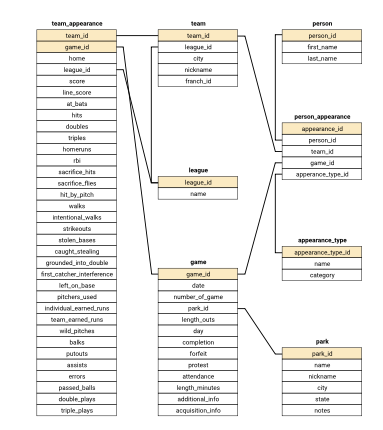 team_appearance
team_id
game_id
home
league_id
score
line_score
at_bats
hits
doubles
triples
homeruns
rbi
sacrifice_hits
sacrifice_flies
hit_by_pitch
walks
intentional_walks
strikeouts
stolen_bases
caught_stealing
grounded_into_double
first_catcher_interference
left_on_base
pitchers_used
individual_earned_runs
team_earned_runs
wild_pitches
balks
putouts
assists
errors
passed_balls
double_plays
triple_plays
team
team_id
league_id
city
nickname
franch_id
league
league_id
name
game
game_id
date
number_of_game
park_id
length_outs
day
completion
forfeit
protest
attendance
length_minutes
additional_info
acquisition_info
person
person_id
first_name
last_name
person_appearance
appearance_id
person_id
team_id
game_id
apperance_type_id
appearance_type
appearance_type_id
name
category
park
park_id
name
nickname
city
state
notes